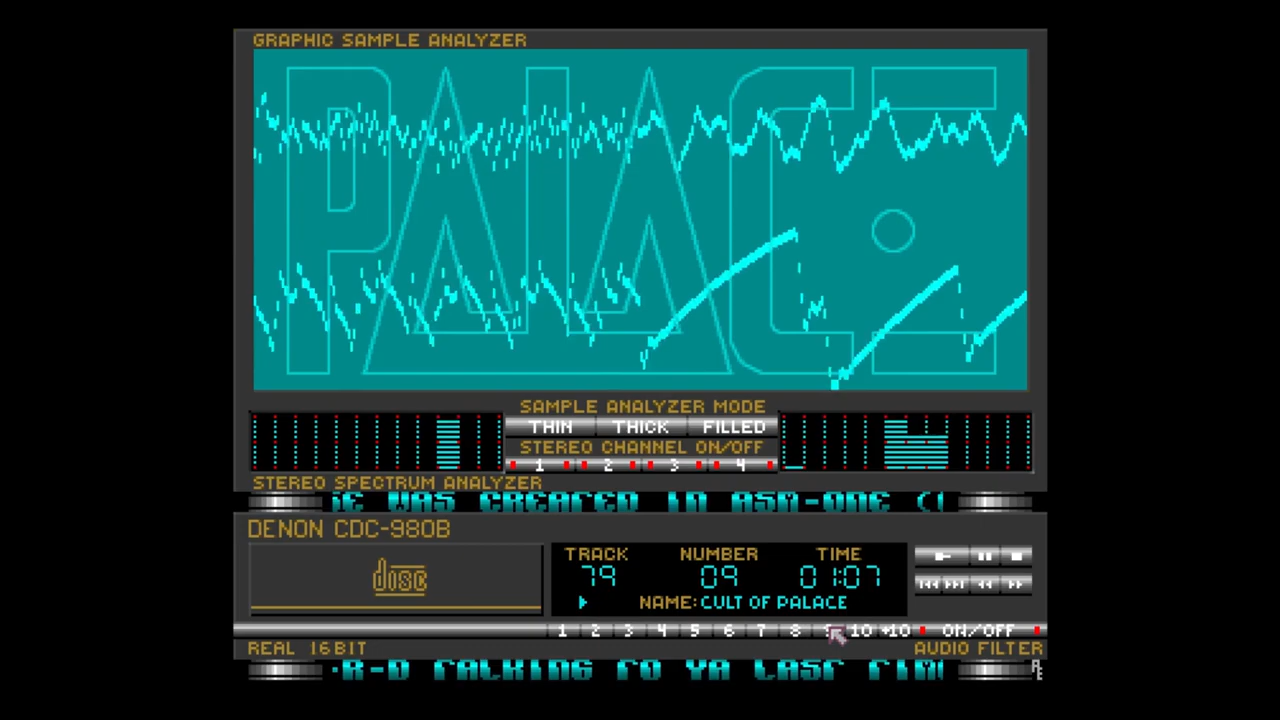 GRAPHIC SAMPLE ANALYZER
PALACE
SAMPLE ANALYZER MODE
THIN THICK FILLED
STEREO CHANNEL ON/OFF
1 2 3 4
STEREO SPECTRUM ANALYZER
WAS CREATED IN ASM-ONE (
DENON CDC-980B
disc
TRACK NUMBER TIME
79 09 01:07
NAME:CULT OF PALACE
1 2 3 4 5 6 7 8 10 +10 ON/OFF
REAL 16BIT
AUDIO FILTER
R-D TALKING TO YA LAST TIM